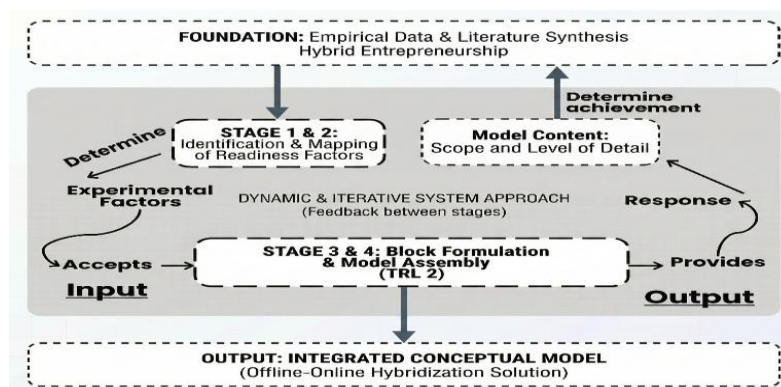 FOUNDATION: Empirical Data & Literature Synthesis
Hybrid Entrepreneurship
Determine
achievement
STAGE 1 & 2:
Identification & Mapping
of Readiness Factors
Model Content:
Scope and Level of Detail
Determine
Experimental
Factors
DYNAMIC & ITERATIVE SYSTEM APPROACH
(Feedback between stages)
Response
Accepts
STAGE 3 & 4: Block Formulation
& Model Assembly
(TRL 2)
Provides
Input
Output
OUTPUT: INTEGRATED CONCEPTUAL MODEL
(Offline-Online Hybridization Solution)